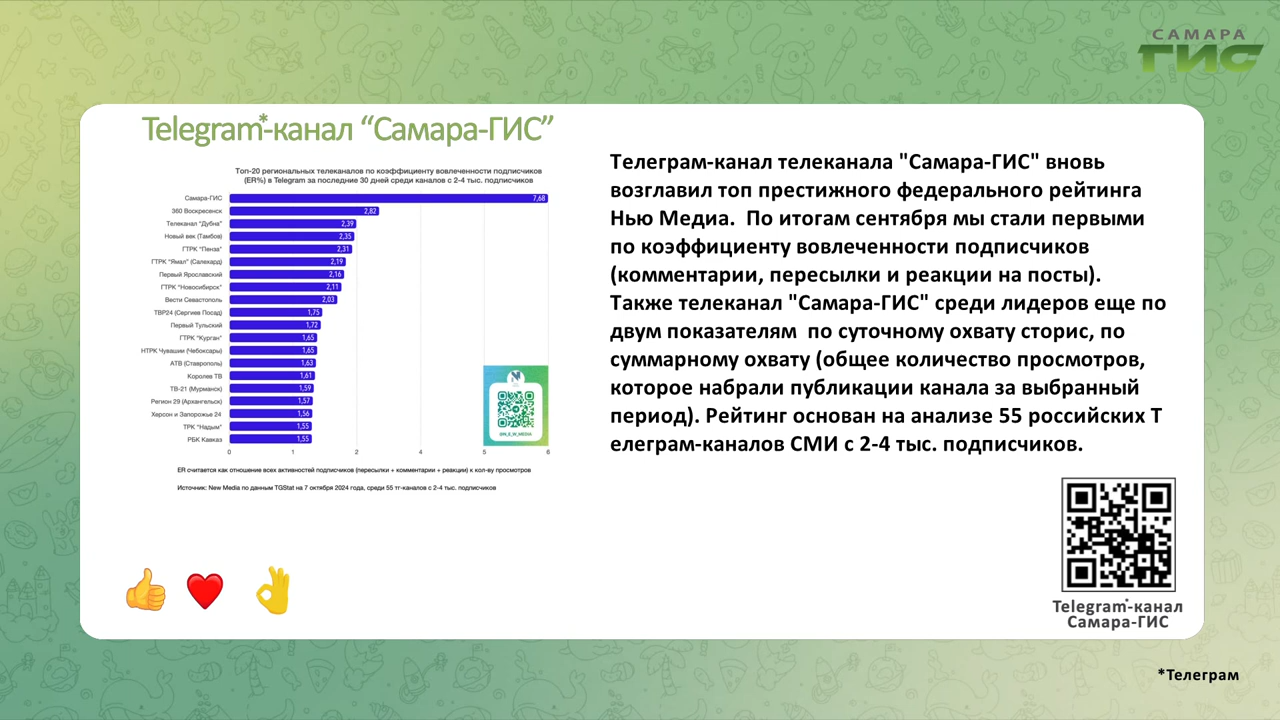 САМАРА
ГИС
Telegram*-канал “Самара-ГИС”
Топ-20 региональных телеканалов по коэффициенту вовлеченности подписчиков
(ER%) в Telegram за последние 30 дней среди каналов с 2-4 тыс. подписчиков
Самара-ГИС 7,68
360 Воскресенск 2,82
Телеканал "Дубна" 2,39
Новый век (Тамбов) 2,35
ГТРК "Пенза" 2,31
ГТРК "Ямал" (Салехард) 2,19
Первый Ярославский 2,16
ГТРК "Новосибирск" 2,11
Вести Севастополь 2,03
ТВР24 (Сергиев Посад) 1,75
Первый Тульский 1,72
ГТРК "Курган" 1,65
НТРК Чувашии (Чебоксары) 1,65
АТВ (Ставрополь) 1,63
Королев ТВ 1,61
ТВ-21 (Мурманск) 1,59
Регион 29 (Архангельск) 1,57
Херсон и Запорожье 24 1,56
ТРК "Надым" 1,55
РБК Кавказ 1,55
0 1 2 4 5 6
@N_E_W_MEDIA
ER считается как отношение всех активностей подписчиков (пересылки + комментарии + реакции) к кол-ву просмотров
Источник: New Media по данным TGStat на 7 октября 2024 года, среди 55 тг-каналов с 2-4 тыс. подписчиков
Телеграм-канал телеканала "Самара-ГИС" вновь
возглавил топ престижного федерального рейтинга
Нью Медиа. По итогам сентября мы стали первыми
по коэффициенту вовлеченности подписчиков
(комментарии, пересылки и реакции на посты).
Также телеканал "Самара-ГИС" среди лидеров еще по
двум показателям по суточному охвату сторис, по
суммарному охвату (общее количество просмотров,
которое набрали публикации канала за выбранный
период). Рейтинг основан на анализе 55 российских Т
елеграм-каналов СМИ с 2-4 тыс. подписчиков.
Telegram*-канал
Самара-ГИС
*Телеграм